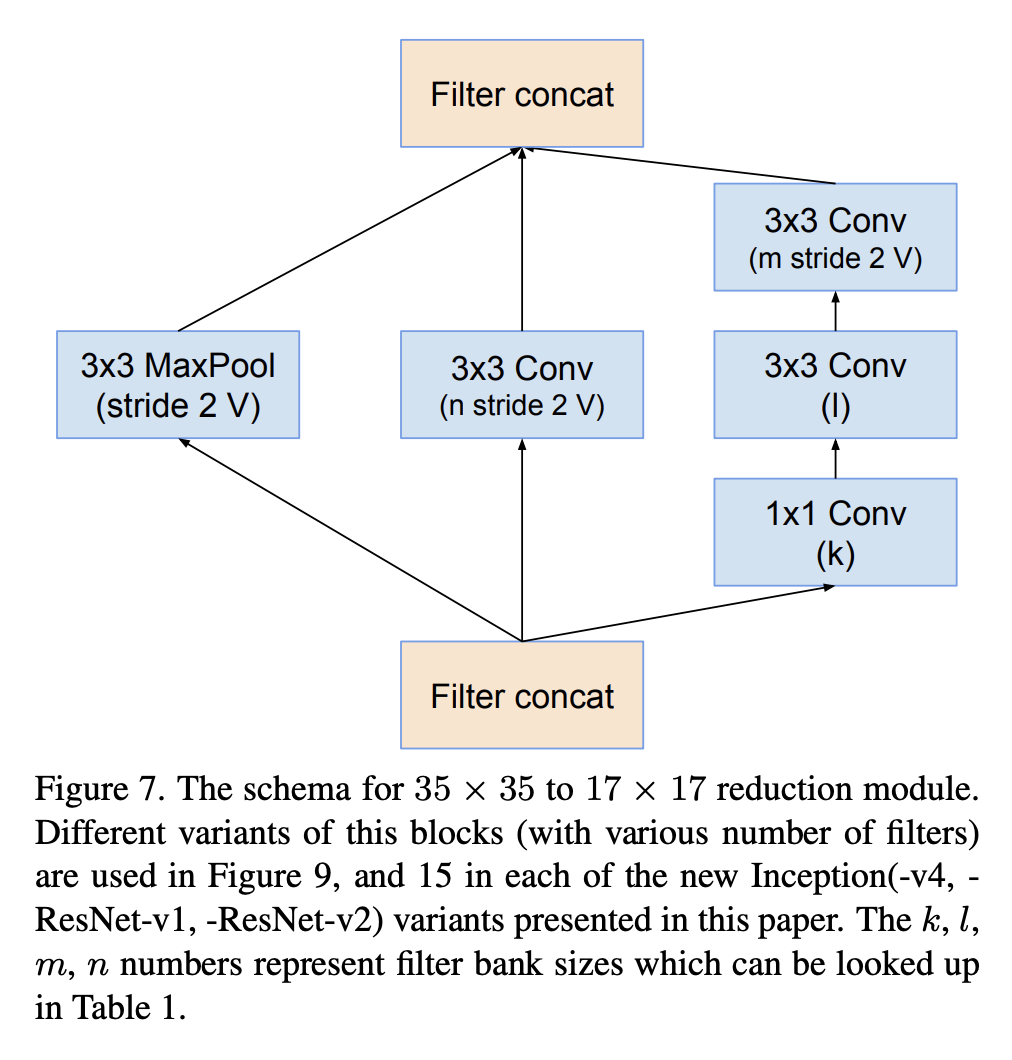 Filter concat
3x3 Conv
(m stride 2 V)
3x3 MaxPool
(stride 2 V)
3x3 Conv
(n stride 2 V)
3x3 Conv
(l)
1x1 Conv
(k)
Filter concat
Figure 7. The schema for 35 × 35 to 17 × 17 reduction module.
Different variants of this blocks (with various number of filters)
are used in Figure 9, and 15 in each of the new Inception(-v4, -
ResNet-v1, -ResNet-v2) variants presented in this paper. The k, l,
m, n numbers represent filter bank sizes which can be looked up
in Table 1.